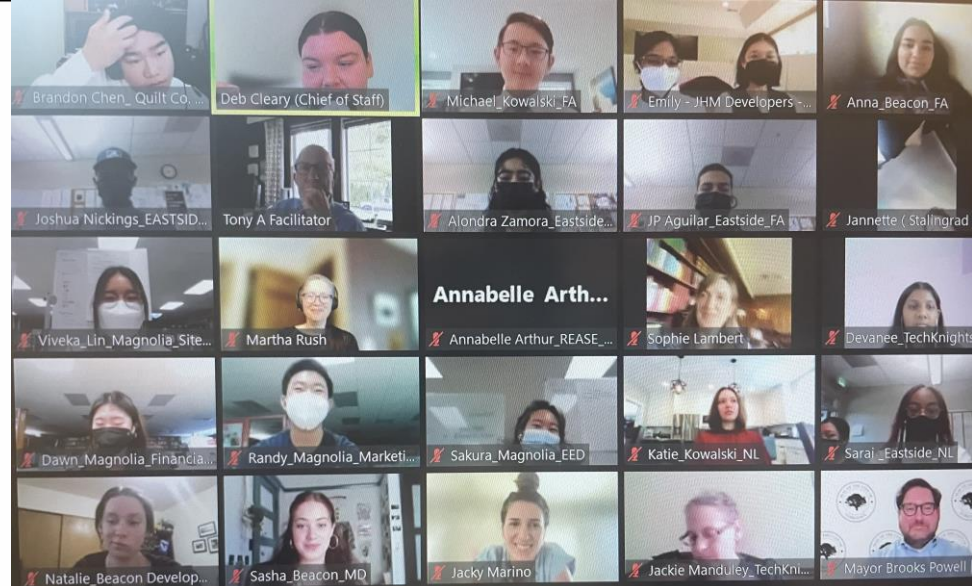 Brandon Chen_ Quilt Co, ...
Deb Cleary (Chief of Staff)
Michael_Kowalski_FA
Emily - JHM Developers -...
Anna_Beacon_FA
Joshua Nickings_EASTSID...
Tony A Facilitator
Alondra Zamora_Eastside...
JP Aguilar_Eastside_FA
Jannette ( Stalingrad
Viveka_Lin_Magnolia_Site...
Martha Rush
Annabelle Arth...
Annabelle Arthur_REASE_...
Sophie Lambert
Devanee_TechKnights
Dawn_Magnolia_Financia...
Randy_Magnolia_Marketi...
Sakura_Magnolia_EED
Katie_Kowalski_NL
Sarai _Eastside_NL
Natalie_Beacon Develop...
Sasha_Beacon_MD
Jacky Marino
Jackie Manduley_TechKni...
Mayor Brooks Powell